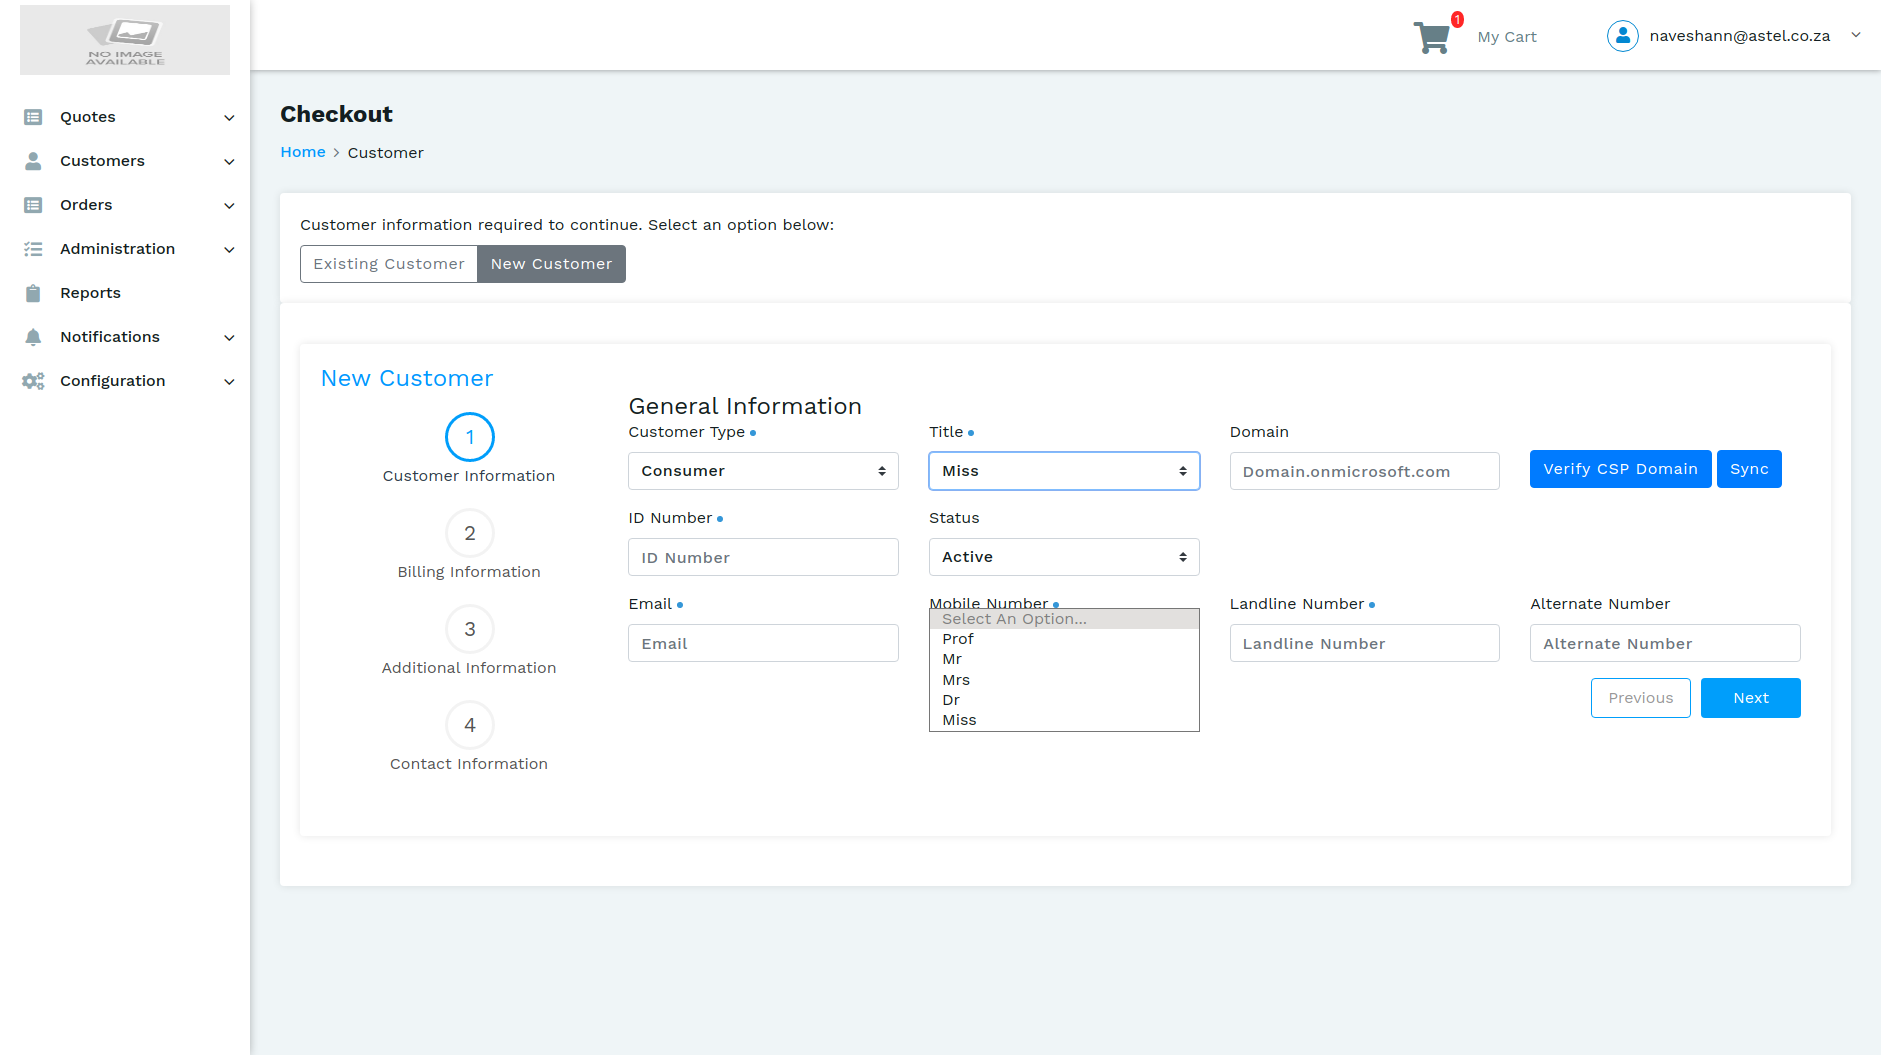 NO IMAGE
AVAILABLE
Quotes
Customers
Orders
Administration
Reports
Notifications
Configuration
1
My Cart
naveshann@astel.co.za
Checkout
Home > Customer
Customer information required to continue. Select an option below:
Existing Customer New Customer
New Customer
1
Customer Information
2
Billing Information
3
Additional Information
4
Contact Information
General Information
Customer Type Title Domain
Consumer Miss Domain.onmicrosoft.com Verify CSP Domain Sync
ID Number Status
ID Number Active
Email Mobile Number Landline Number Alternate Number
Email Landline Number Alternate Number
Select An Option...
Prof
Mr
Mrs
Dr
Miss
Previous Next